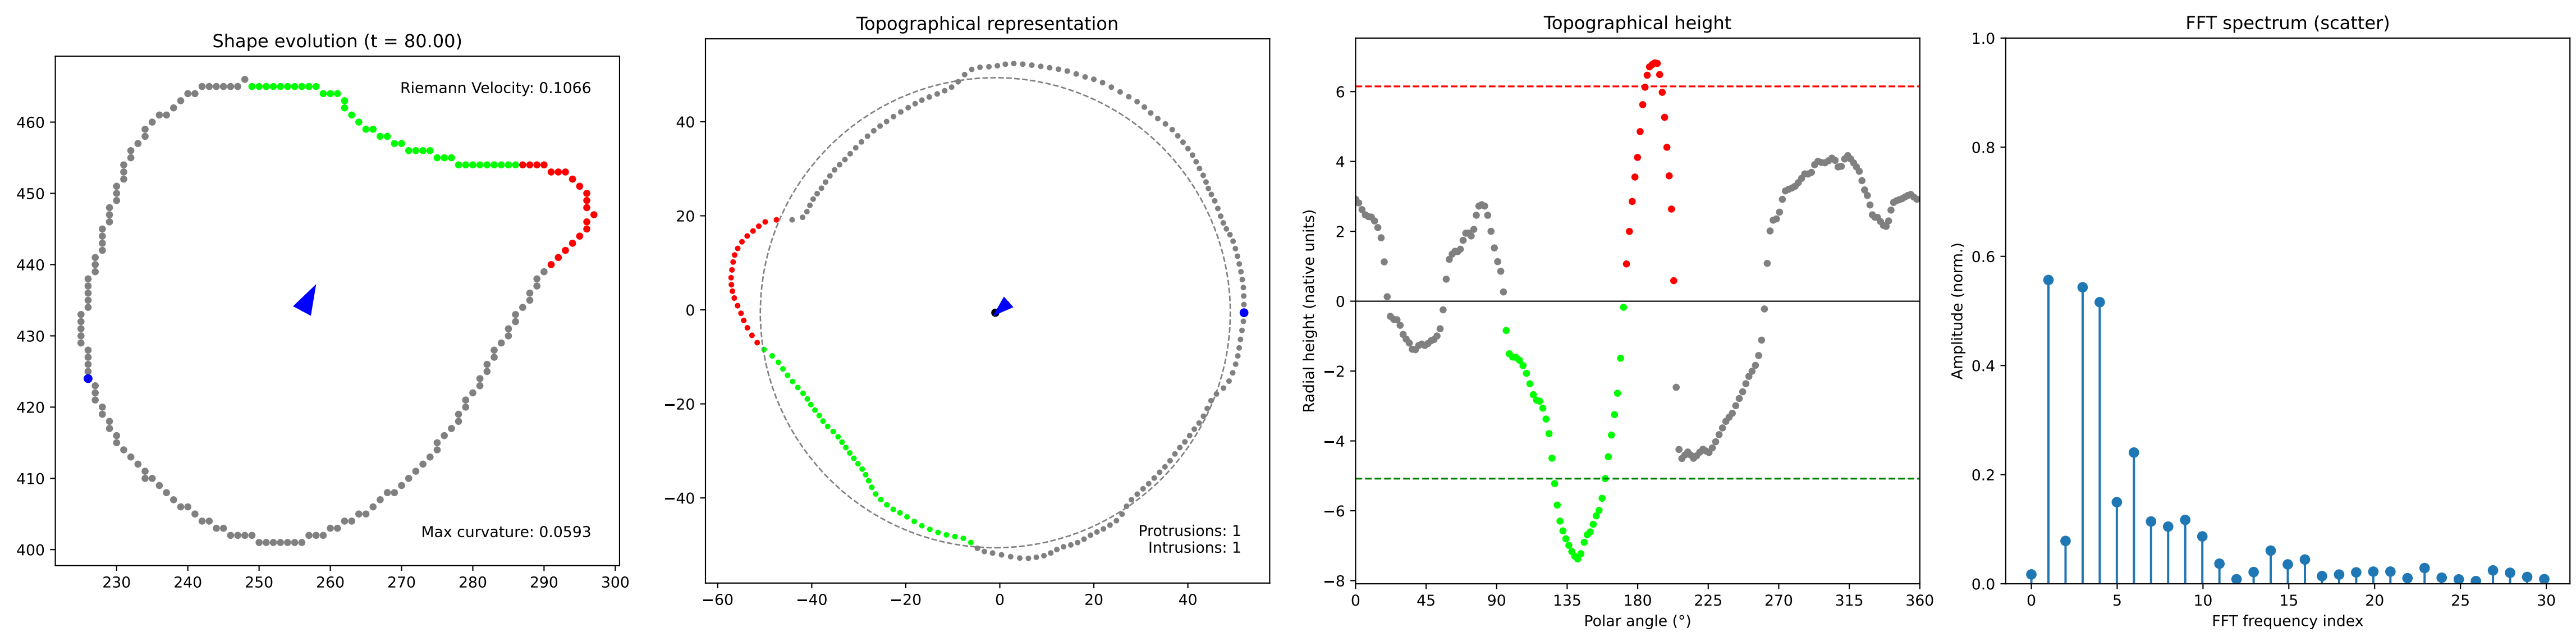 Shape evolution (t = 80.00)
Riemann Velocity: 0.1066
Max curvature: 0.0593
460
450
440
430
420
410
400
230 240 250 260 270 280 290 300
Topographical representation
40
20
0
−20
−40
−60 −40 −20 0 20 40
Protrusions: 1
Intrusions: 1
Topographical height
Radial height (native units)
6
4
2
0
−2
−4
−6
−8
0 45 90 135 180 225 270 315 360
Polar angle (°)
FFT spectrum (scatter)
Amplitude (norm.)
1.0
0.8
0.6
0.4
0.2
0.0
0 5 10 15 20 25 30
FFT frequency index